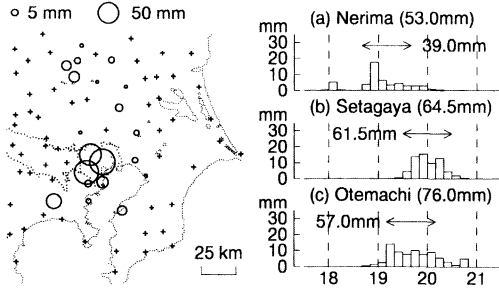 5 mm 50 mm
25 km
(a) Nerima (53.0mm)
mm
30
20
10
0
39.0mm
(b) Setagaya (64.5mm)
mm
30
20
10
0
61.5mm
(c) Otemachi (76.0mm)
mm
30
20
10
0
57.0mm
18 19 20 21